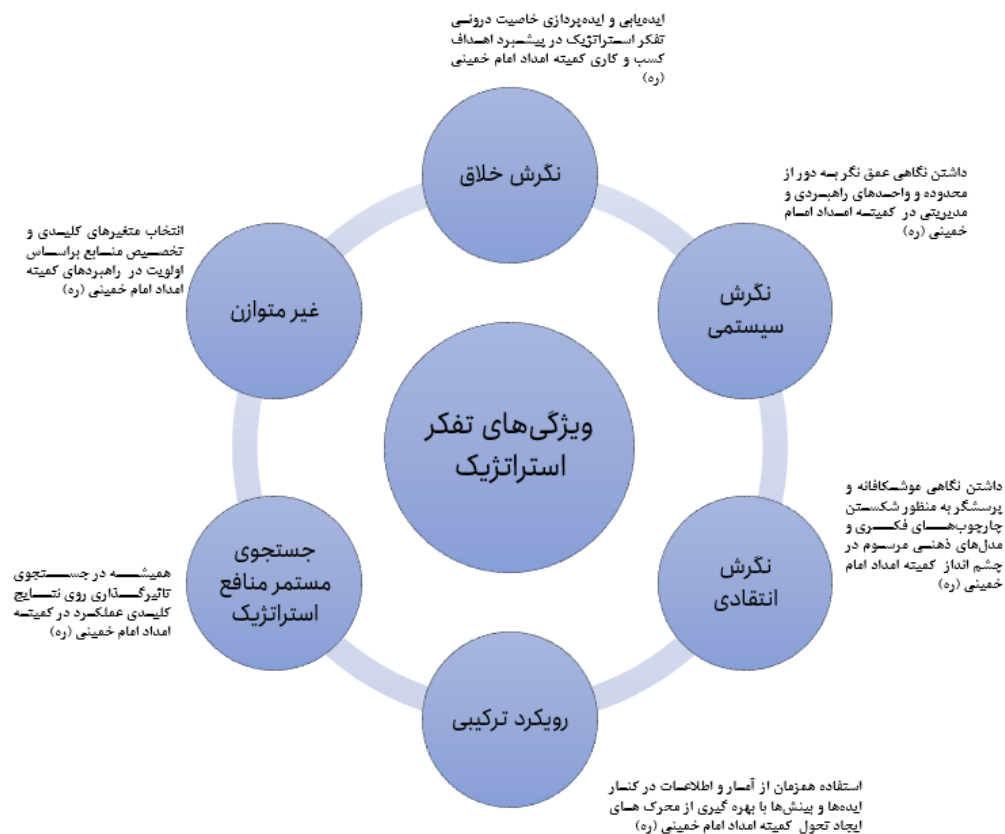 ایده‌یابی و ایده‌پردازی خاصیت درونی
تفکر استراتژیک در پیشبرد اهداف
کسب و کاری کمیته امداد امام خمینی
(ره)
نگرش خلاق
داشتن نگاهی عمق نگر به دور از
محدوده و واحدهای راهبردی و
مدیریتی در کمیته امداد امام
خمینی (ره)
نگرش
سیستمی
داشتن نگاهی موشکافانه و
پرسشگر به منظور شکستن
چارچوب‌های فکری و
مدل‌های ذهنی مرسوم در
چشم انداز کمیته امداد امام
خمینی (ره)
نگرش
انتقادی
استفاده همزمان از آمار و اطلاعات در کنار
ایده‌ها و بینش‌ها با بهره گیری از محرک های
ایجاد تحول کمیته امداد امام خمینی (ره)
رویکرد ترکیبی
همیشه در جستجوی
تاثیرگذاری روی نتایج
کلیدی عملکرد در کمیته
امداد امام خمینی (ره)
جستجوی
مستمر منافع
استراتژیک
انتخاب متغیرهای کلیدی و
تخصیص منابع براساس
اولویت در راهبردهای کمیته
امداد امام خمینی (ره)
غیر متوازن
ویژگی‌های تفکر
استراتژیک